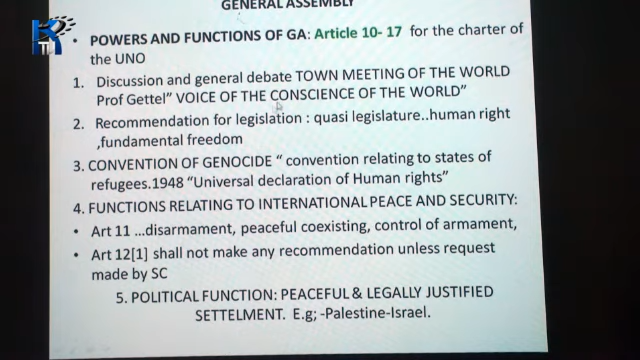 GENERAL ASSEMBLY
• POWERS AND FUNCTIONS OF GA: Article 10- 17 for the charter of
the UNO
1. Discussion and general debate TOWN MEETING OF THE WORLD
Prof Gettel” VOICE OF THE CONSCIENCE OF THE WORLD”
2. Recommendation for legislation : quasi legislature..human right
,fundamental freedom
3. CONVENTION OF GENOCIDE “ convention relating to states of
refugees.1948 “Universal declaration of Human rights”
4. FUNCTIONS RELATING TO INTERNATIONAL PEACE AND SECURITY:
• Art 11 ...disarmament, peaceful coexisting, control of armament,
• Art 12[1] shall not make any recommendation unless request
made by SC
5. POLITICAL FUNCTION: PEACEFUL & LEGALLY JUSTIFIED
SETTELMENT. E.g; -Palestine-Israel.